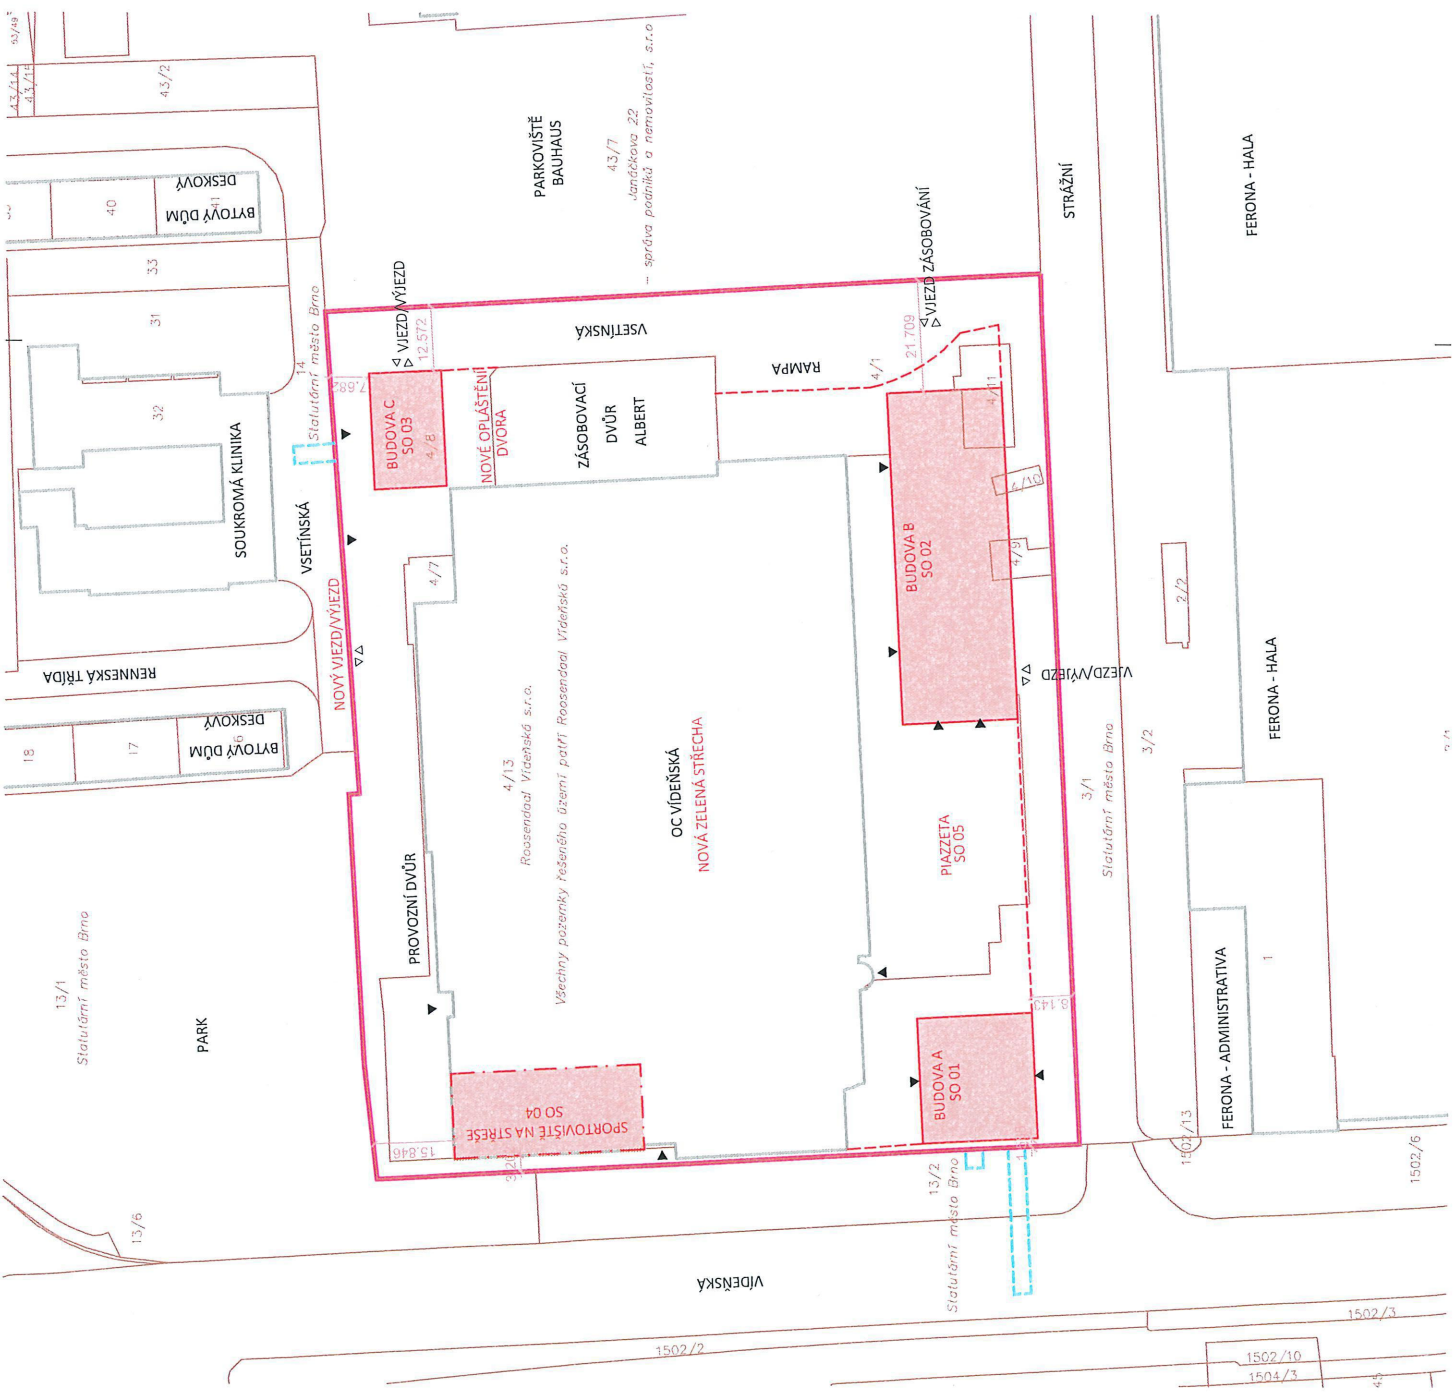 43/14
43/2
40
41
BYTOVÝ DŮM
DESKOVÝ
33
31
32
14
Statutární město Brno
SOUKROMÁ KLINIKA
VSETÍNSKÁ
NOVÝ VJEZD/VÝJEZD
RENNESKÁ TŘÍDA
18
17
BYTOVÝ DŮM
DESKOVÝ
PARKOVIŠTĚ
BAUHAUS
43/7
Janáčkova 22
– správa podniků a nemovitostí, s.r.o
VJEZD/VÝJEZD
12.572
7.682
BUDOVA C
SO 03
4/8
NOVÉ OPLÁŠTĚNÍ
DVORA
ZÁSOBOVACÍ
DVŮR
ALBERT
VSETÍNSKÁ
RAMPA
4/1
21.709
VJEZD ZÁSOBOVÁNÍ
4/11
4/10
4/9
BUDOVA B
SO 02
VJEZD/VÝJEZD
4/7
4/13
Roosendaal Vídeňská s.r.o.
Všechny pozemky řešeného území patří Roosendaal Vídeňská s.r.o.
OC VÍDEŇSKÁ
NOVÁ ZELENÁ STŘECHA
PIAZZETA
SO 05
PROVOZNÍ DVŮR
13/1
Statutární město Brno
PARK
13/6
SPORTOVIŠTĚ NA STŘEŠE
SO 04
15.846
BUDOVA A
SO 01
8.143
13/2
Statutární město Brno
VÍDEŇSKÁ
STRÁŽNÍ
3/1
Statutární město Brno
3/2
2/2
FERONA - HALA
FERONA - HALA
FERONA - ADMINISTRATIVA
1
1502/13
1502/6
1502/2
1502/3
1502/10
1504/3